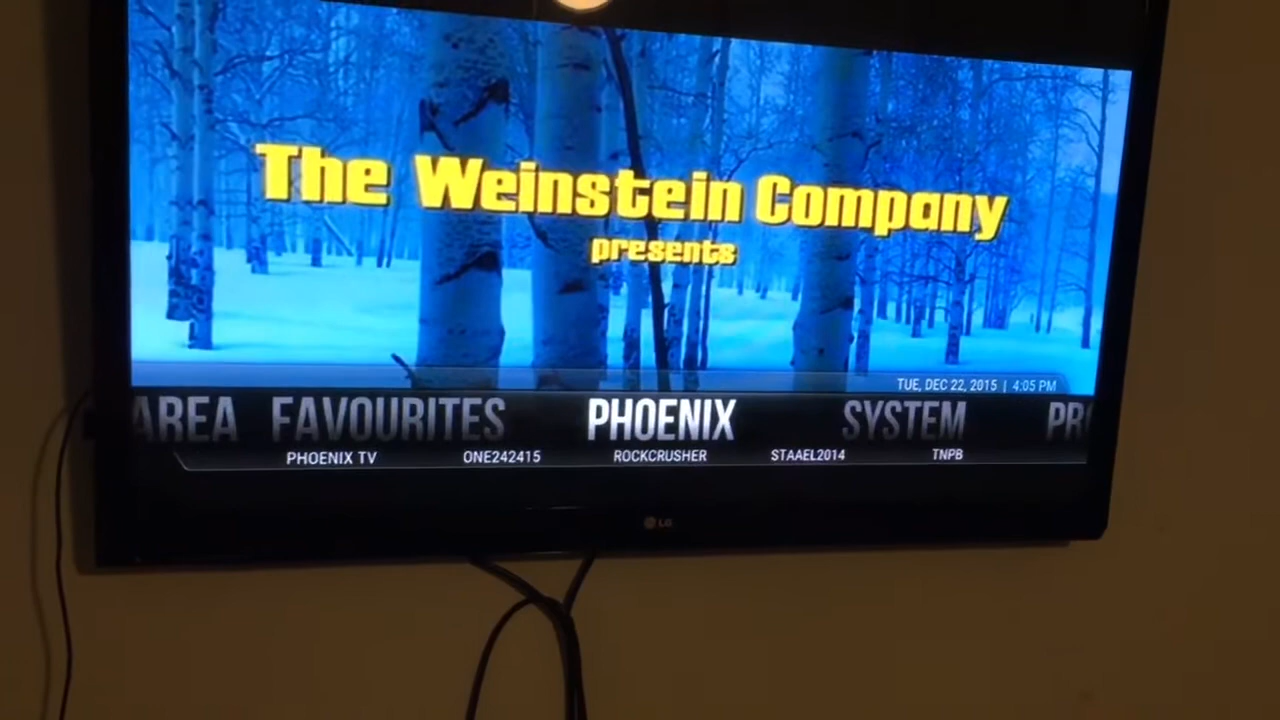 The Weinstein Company
presents
TUE, DEC 22, 2015 | 4:05 PM
AREA FAVOURITES PHOENIX SYSTEM PR
PHOENIX TV ONE242415 ROCKCRUSHER STAAEL2014 TNPB
LG